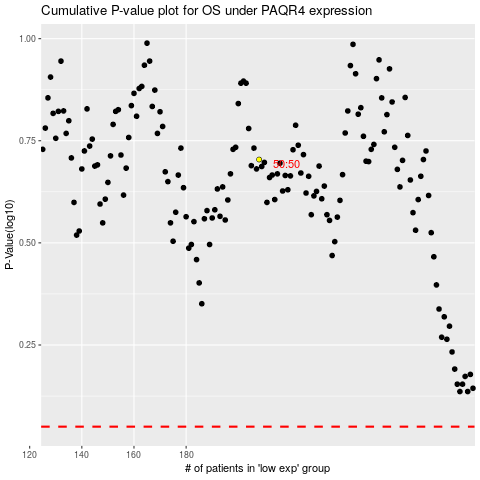 Cumulative P-value plot for OS under PAQR4 expression
P-Value(log10)
1.00
0.75
0.50
0.25
50:50
120 140 160 180
# of patients in 'low exp' group